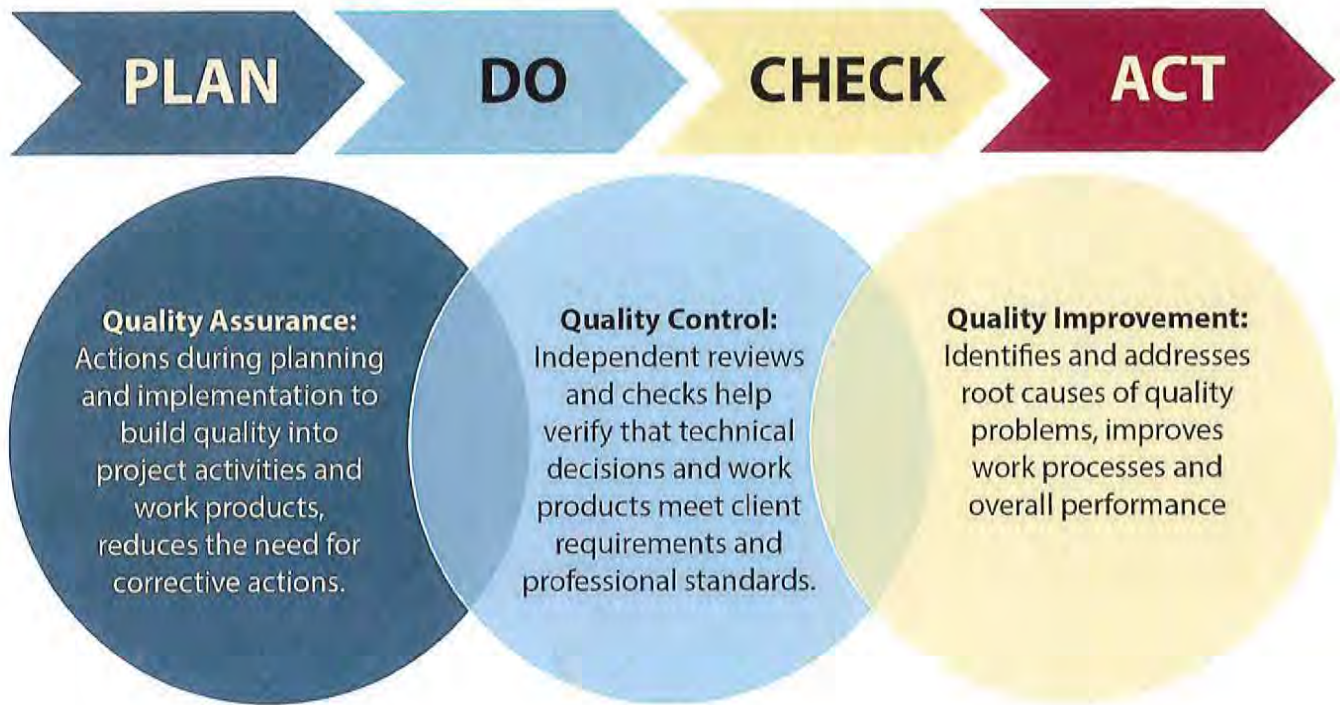 PLAN
DO
CHECK
ACT
Quality Assurance:
Actions during planning
and implementation to
build quality into
project activities and
work products,
reduces the need for
corrective actions.
Quality Control:
Independent reviews
and checks help
verify that technical
decisions and work
products meet client
requirements and
professional standards.
Quality Improvement:
Identifies and addresses
root causes of quality
problems, improves
work processes and
overall performance